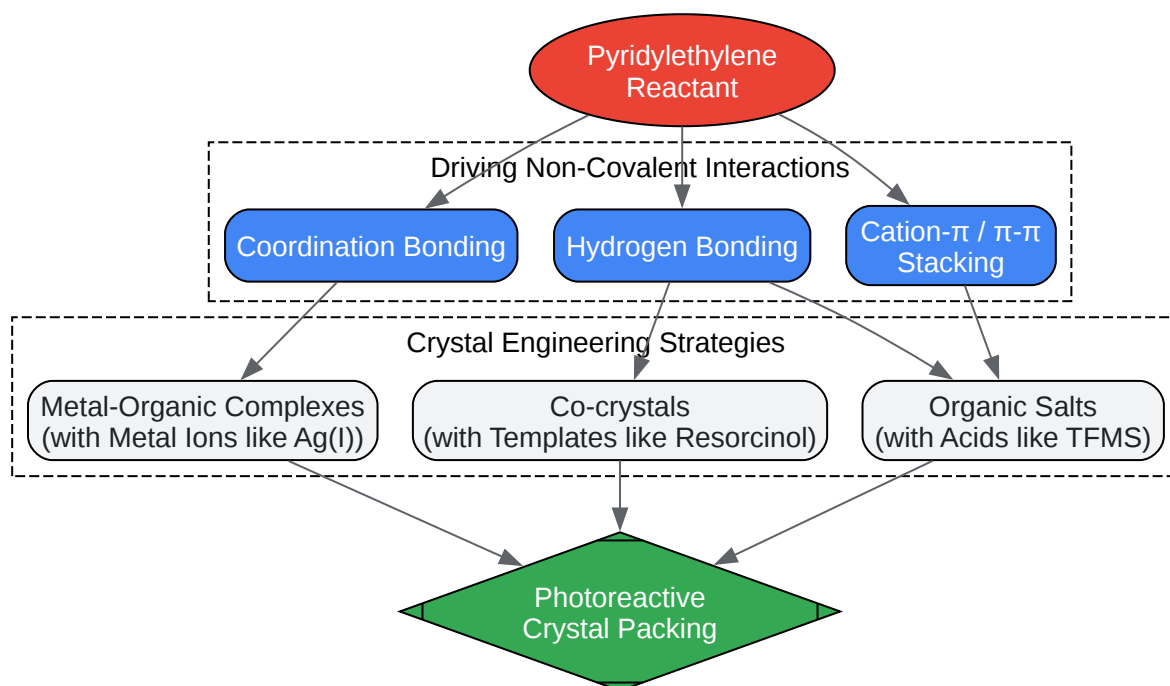 Pyridylethylene
Reactant
Driving Non-Covalent Interactions
Coordination Bonding
Hydrogen Bonding
Cation-π / π-π
Stacking
Crystal Engineering Strategies
Metal-Organic Complexes
(with Metal Ions like Ag(I))
Co-crystals
(with Templates like Resorcinol)
Organic Salts
(with Acids like TFMS)
Photoreactive
Crystal Packing